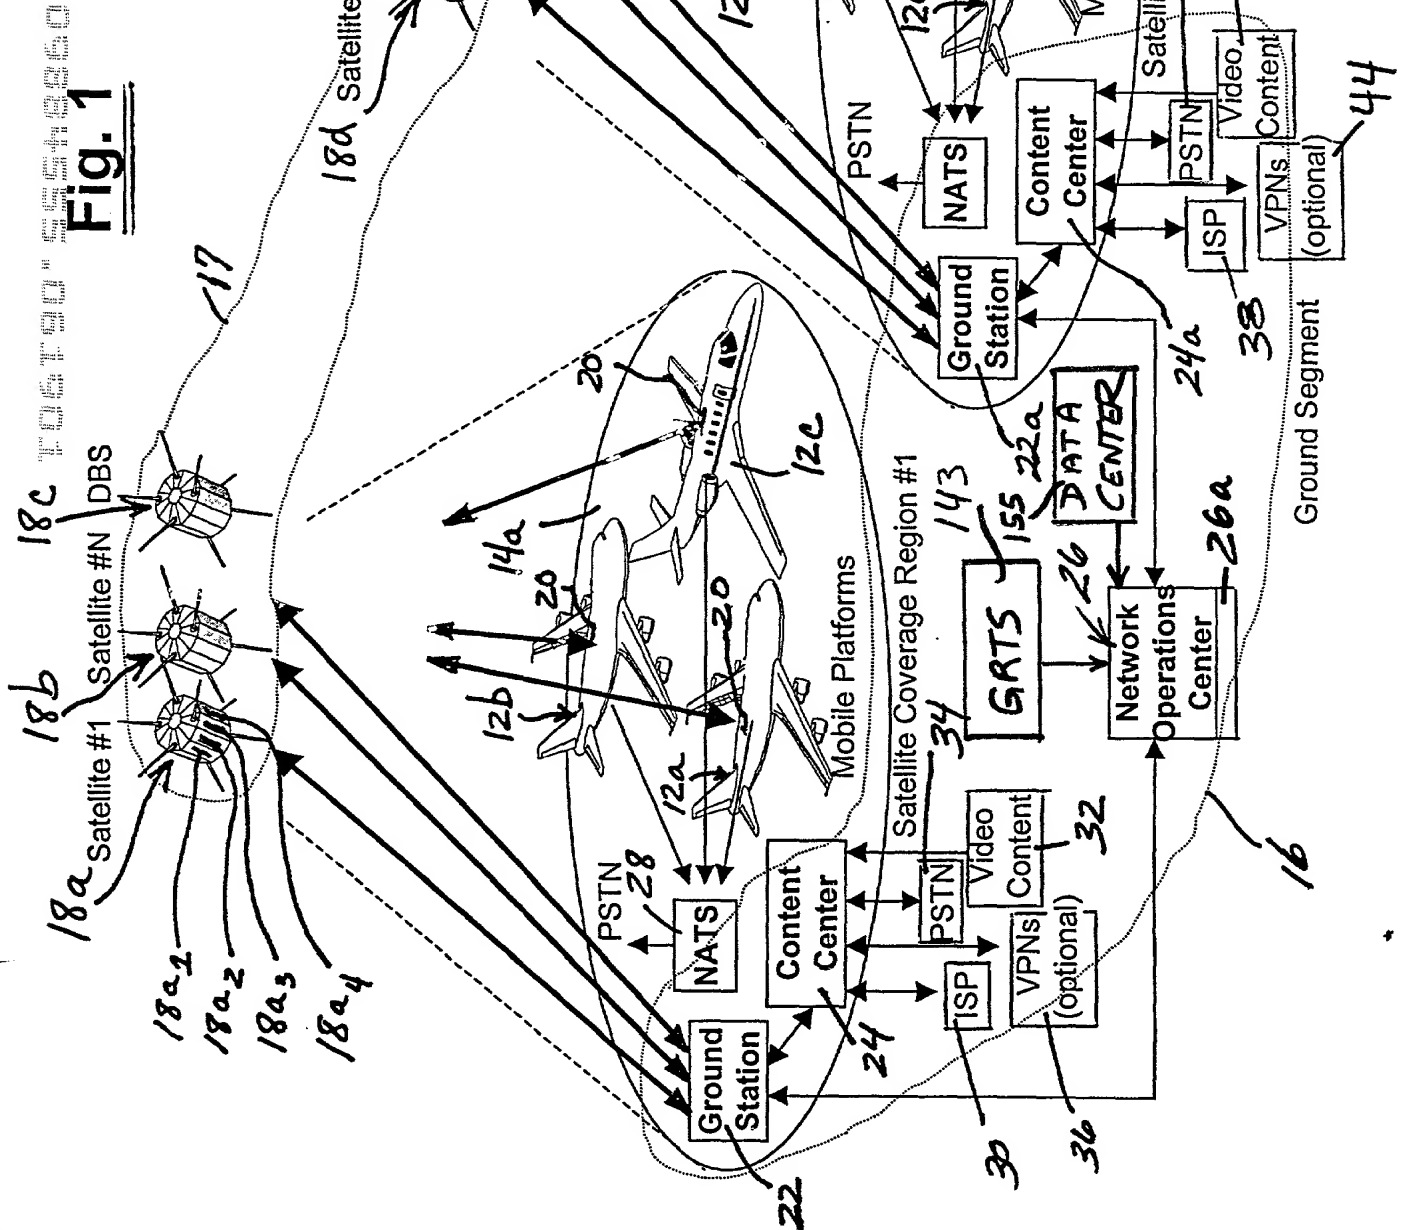 Fig. 1
17
18d
Satellite
18c
DBS
Satellite #N
18b
Satellite #1
18a
18a1
18a2
18a3
18a4
20
12c
14a
20
12b
20
12a
Mobile Platforms
Satellite Coverage Region #1
PSTN
28
NATS
Content
Center
24
Ground
Station
22
34
PSTN
Video
Content
32
ISP
30
VPNs
(optional)
36
GRTS
143
155
DATA
CENTER
26
Network
Operations
Center
26a
16
Ground Segment
PSTN
NATS
Content
Center
24a
Ground
Station
22a
PSTN
Video
Content
ISP
38
VPNs
(optional)
44